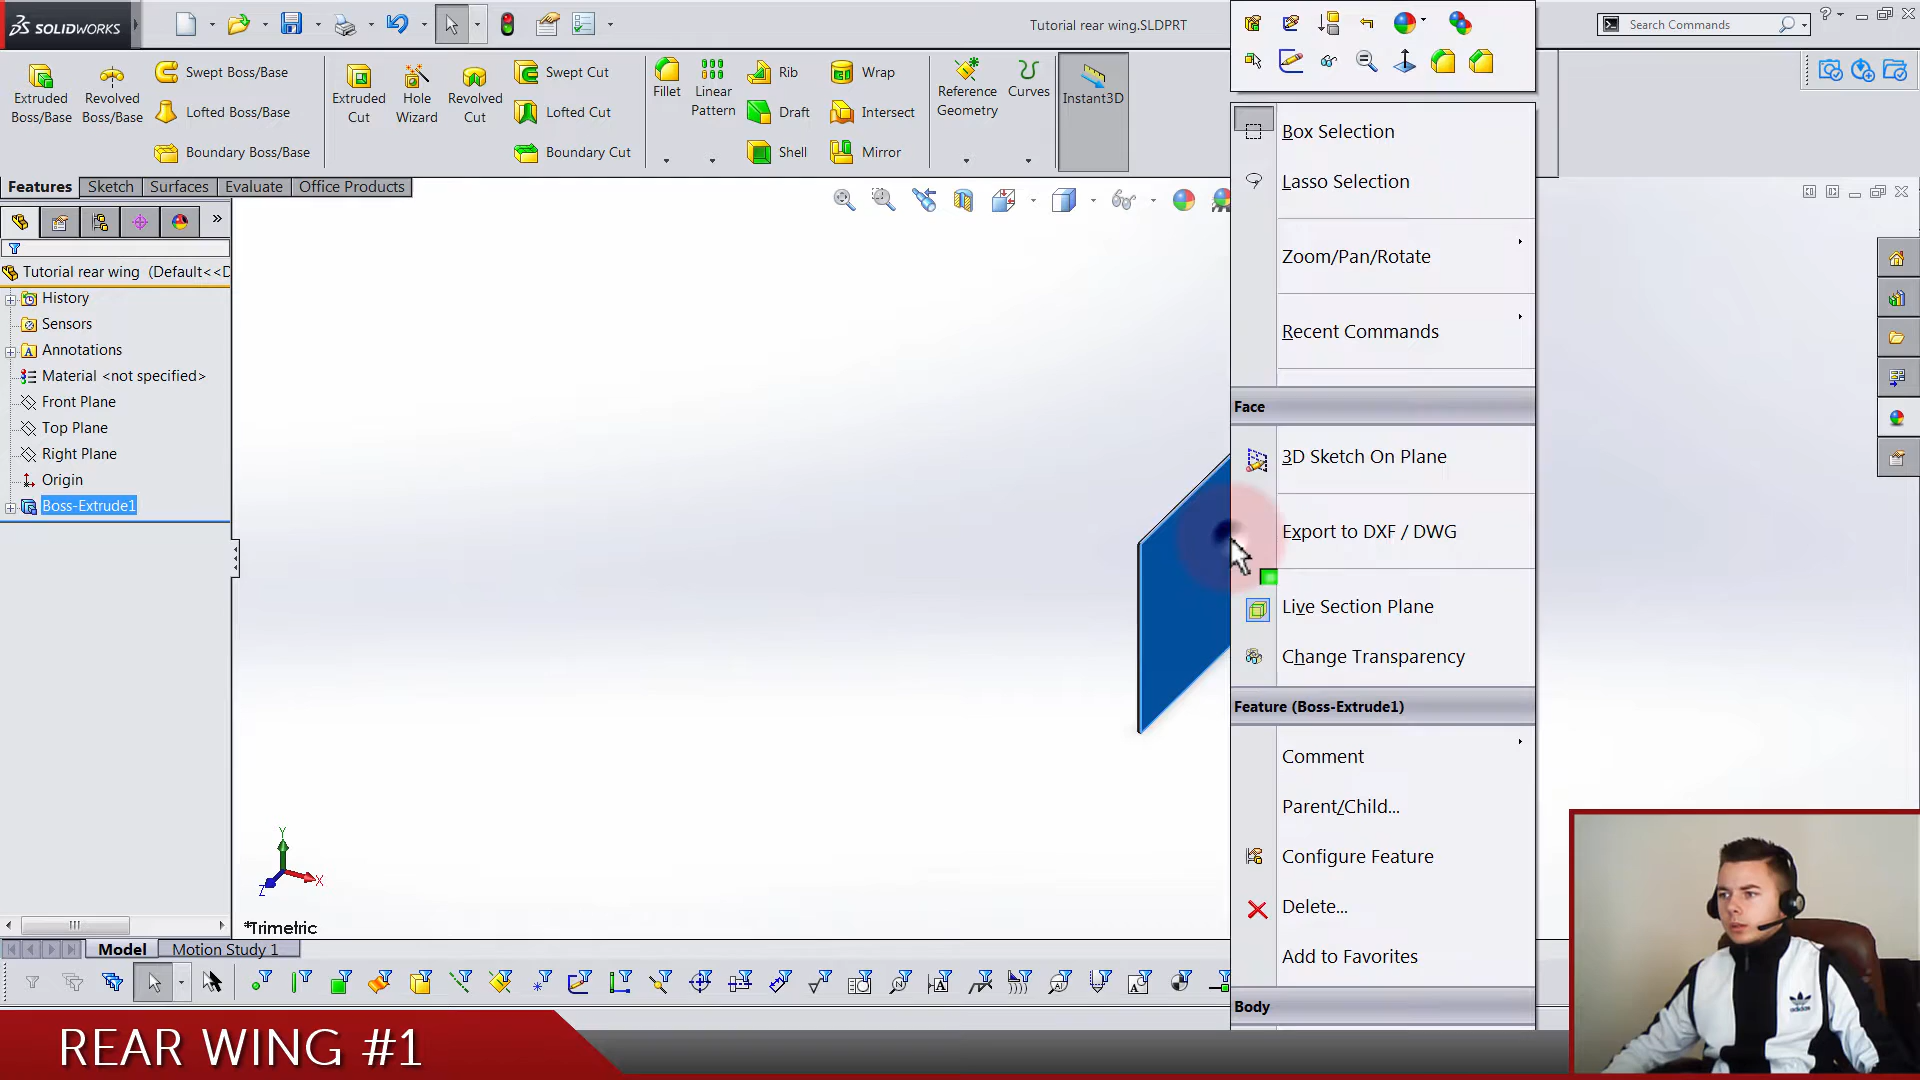 SOLIDWORKS
Tutorial rear wing.SLDPRT
Search Commands
Extruded Boss/Base
Revolved Boss/Base
Swept Boss/Base
Lofted Boss/Base
Boundary Boss/Base
Extruded Cut
Hole Wizard
Revolved Cut
Swept Cut
Lofted Cut
Boundary Cut
Fillet
Linear Pattern
Rib
Draft
Shell
Wrap
Intersect
Mirror
Reference Geometry
Curves
Instant3D
Features
Sketch
Surfaces
Evaluate
Office Products
Tutorial rear wing (Default<<D
History
Sensors
Annotations
Material <not specified>
Front Plane
Top Plane
Right Plane
Origin
Boss-Extrude1
Box Selection
Lasso Selection
Zoom/Pan/Rotate
Recent Commands
Face
3D Sketch On Plane
Export to DXF / DWG
Live Section Plane
Change Transparency
Feature (Boss-Extrude1)
Comment
Parent/Child...
Configure Feature
Delete...
Add to Favorites
Body
Y
X
Z
*Trimetric
Model
Motion Study 1
REAR WING #1
adidas